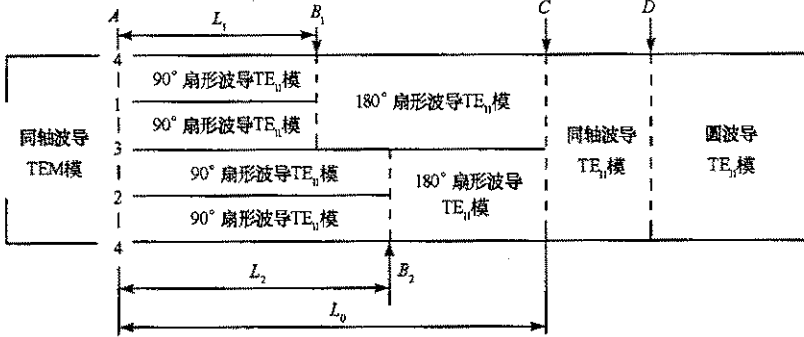 A
L₁
B₁
C
D
4
90° 扇形波导TE₁₁模
1
90° 扇形波导TE₁₁模
180° 扇形波导TE₁₁模
同轴波导
TEM模
3
同轴波导
TE₁₁模
圆波导
TE₁₁模
90° 扇形波导TE₁₁模
2
180° 扇形波导
TE₁₁模
90° 扇形波导TE₁₁模
4
L₂
B₂
L₀